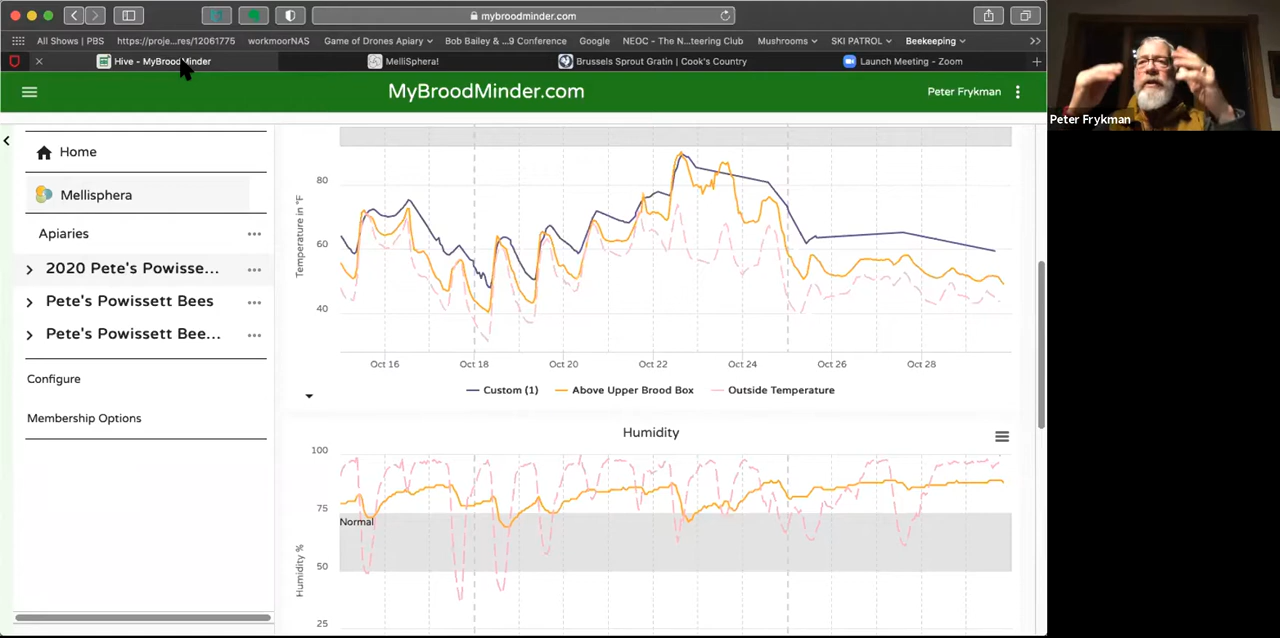 mybroodminder.com
All Shows | PBS https://proje...res/12061775 workmoorNAS Game of Drones Apiary Bob Bailey & ...9 Conference Google NEOC - The N...teering Club Mushrooms SKI PATROL Beekeeping >>
Hive - MyBroodMinder MelliSphera! Brussels Sprout Gratin | Cook's Country Launch Meeting - Zoom
MyBroodMinder.com
Peter Frykman
Peter Frykman
Home
Mellisphera
Apiaries
2020 Pete's Powisse...
Pete's Powissett Bees
Pete's Powissett Bee...
Configure
Membership Options
Temperature in °F
80
60
40
Oct 16 Oct 18 Oct 20 Oct 22 Oct 24 Oct 26 Oct 28
Custom (1) Above Upper Brood Box Outside Temperature
Humidity
Humidity %
100
75
Normal
50
25